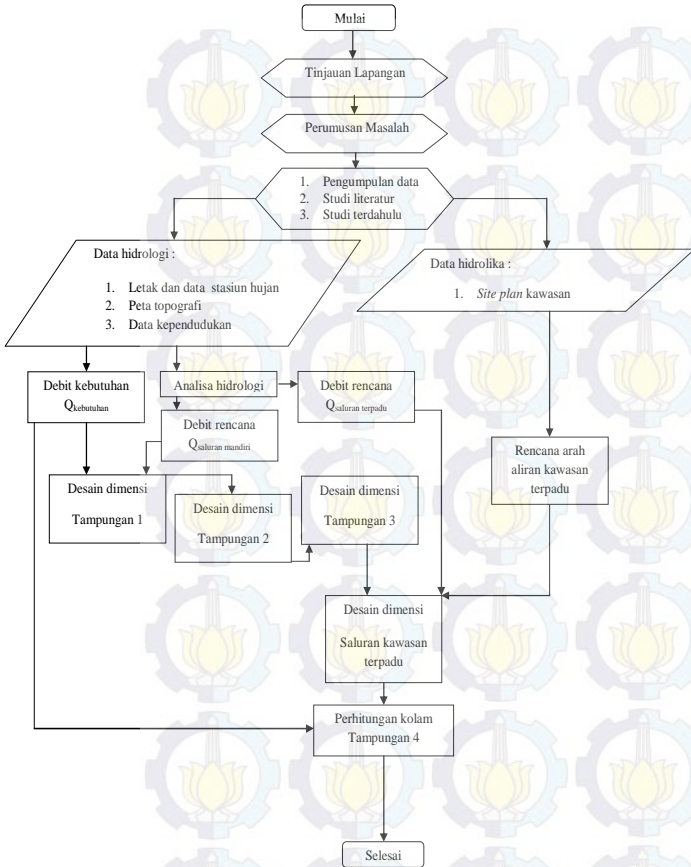 Mulai
Tinjauan Lapangan
Perumusan Masalah
1. Pengumpulan data
2. Studi literatur
3. Studi terdahulu
Data hidrologi :
1. Letak dan data stasiun hujan
2. Peta topografi
3. Data kependudukan
Data hidrolika :
1. Site plan kawasan
Debit kebutuhan
Qkebutuhan
Analisa hidrologi
Debit rencana
Qsaluran terpadu
Debit rencana
Qsaluran mandiri
Rencana arah
aliran kawasan
terpadu
Desain dimensi
Tampungan 1
Desain dimensi
Tampungan 2
Desain dimensi
Tampungan 3
Desain dimensi
Saluran kawasan
terpadu
Perhitungan kolam
Tampungan 4
Selesai